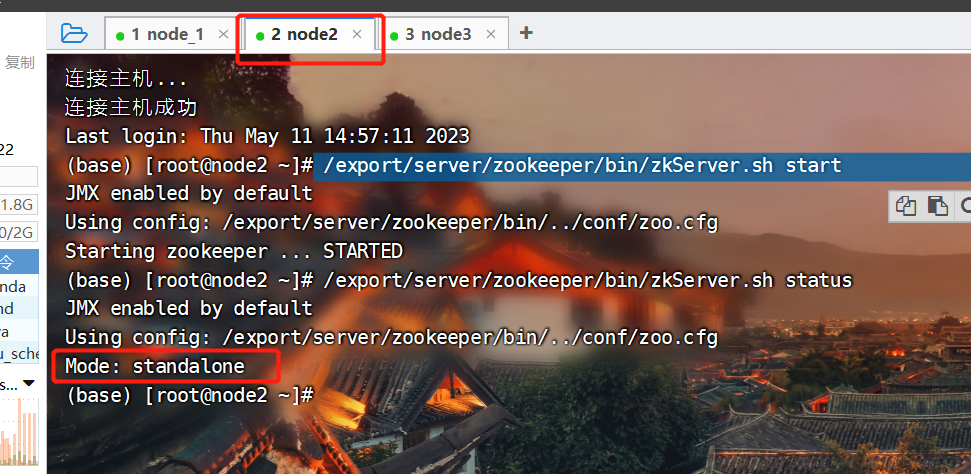 1 node_1 × 2 node2 × 3 node3 × +
复制
连接主机...
连接主机成功
Last login: Thu May 11 14:57:11 2023
22
(base) [root@node2 ~]# /export/server/zookeeper/bin/zkServer.sh start
JMX enabled by default
1.8G
Using config: /export/server/zookeeper/bin/../conf/zoo.cfg
0/2G
Starting zookeeper ... STARTED
令
(base) [root@node2 ~]# /export/server/zookeeper/bin/zkServer.sh status
nda
JMX enabled by default
nd
Using config: /export/server/zookeeper/bin/../conf/zoo.cfg
va
u_sche
Mode: standalone
s...
(base) [root@node2 ~]#